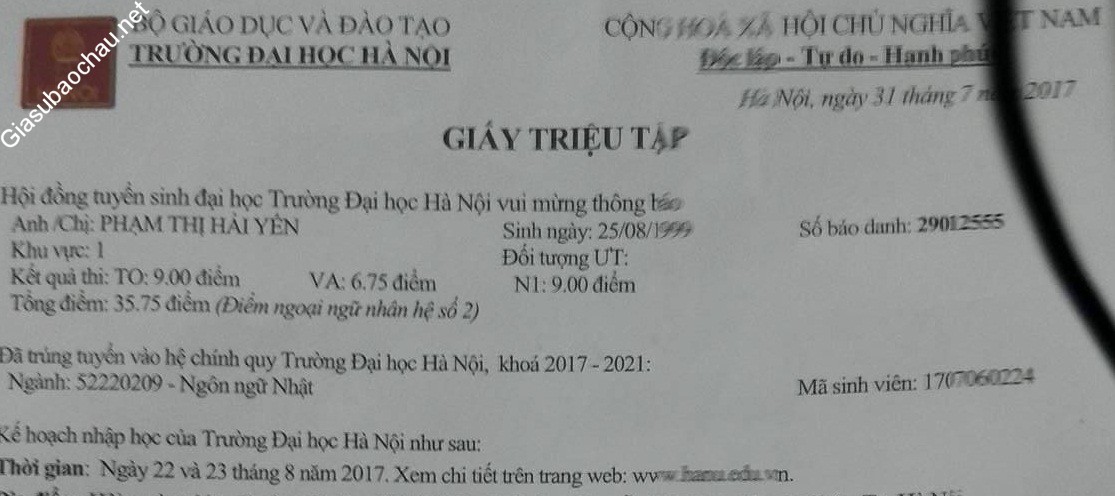 BỘ GIÁO DỤC VÀ ĐÀO TẠO
TRƯỜNG ĐẠI HỌC HÀ NỘI
CỘNG HOÀ XÃ HỘI CHỦ NGHĨA VIỆT NAM
Độc lập - Tự do - Hạnh phúc
Hà Nội, ngày 31 tháng 7 năm 2017
Giasubaochau.net
GIẤY TRIỆU TẬP
Hội đồng tuyển sinh đại học Trường Đại học Hà Nội vui mừng thông báo
Anh /Chị: PHẠM THỊ HẢI YẾN Sinh ngày: 25/08/1999 Số báo danh: 29012555
Khu vực: 1 Đối tượng ƯT:
Kết quả thi: TO: 9.00 điểm VA: 6.75 điểm N1: 9.00 điểm
Tổng điểm: 35.75 điểm (Điểm ngoại ngữ nhân hệ số 2)
Đã trúng tuyển vào hệ chính quy Trường Đại học Hà Nội, khoá 2017 - 2021:
Ngành: 52220209 - Ngôn ngữ Nhật Mã sinh viên: 1707060224
Kế hoạch nhập học của Trường Đại học Hà Nội như sau:
Thời gian: Ngày 22 và 23 tháng 8 năm 2017. Xem chi tiết trên trang web: www.hanu.edu.vn.